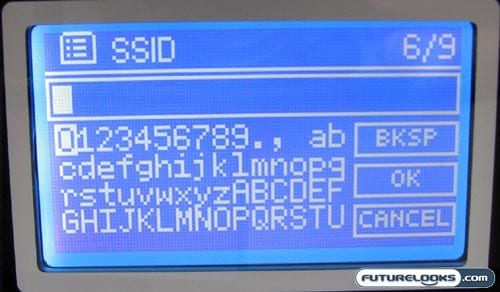 SSID 6/9
0123456789., ab BKSP
cdefghijklmnopq
rstuvwxyzABCDEF OK
GHIJKLMNOPQRSTU CANCEL
FUTURELOOKS.COM